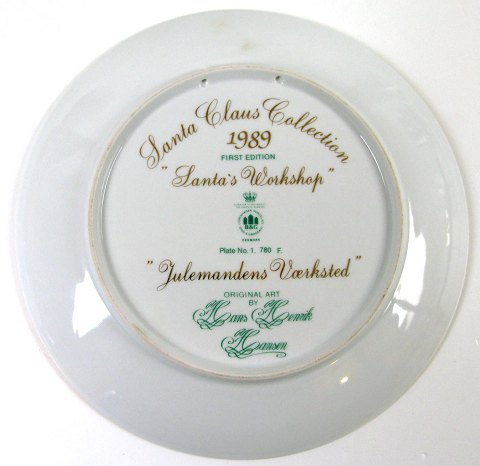 Santa Claus Collection
1989
FIRST EDITION
"Santa's Workshop"
B&G
DENMARK
Plate No. 1. 780 F.
"Julemandens Værksted"
ORIGINAL ART
BY
Hans Henrik
Hansen